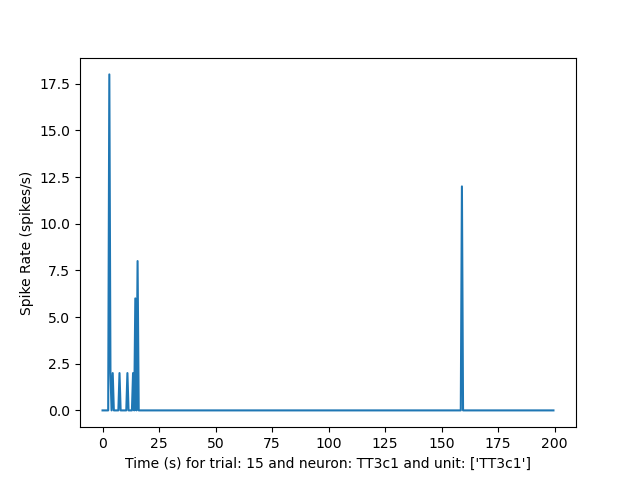 17.5
15.0
12.5
10.0
7.5
5.0
2.5
0.0
Spike Rate (spikes/s)
0 25 50 75 100 125 150 175 200
Time (s) for trial: 15 and neuron: TT3c1 and unit: ['TT3c1']